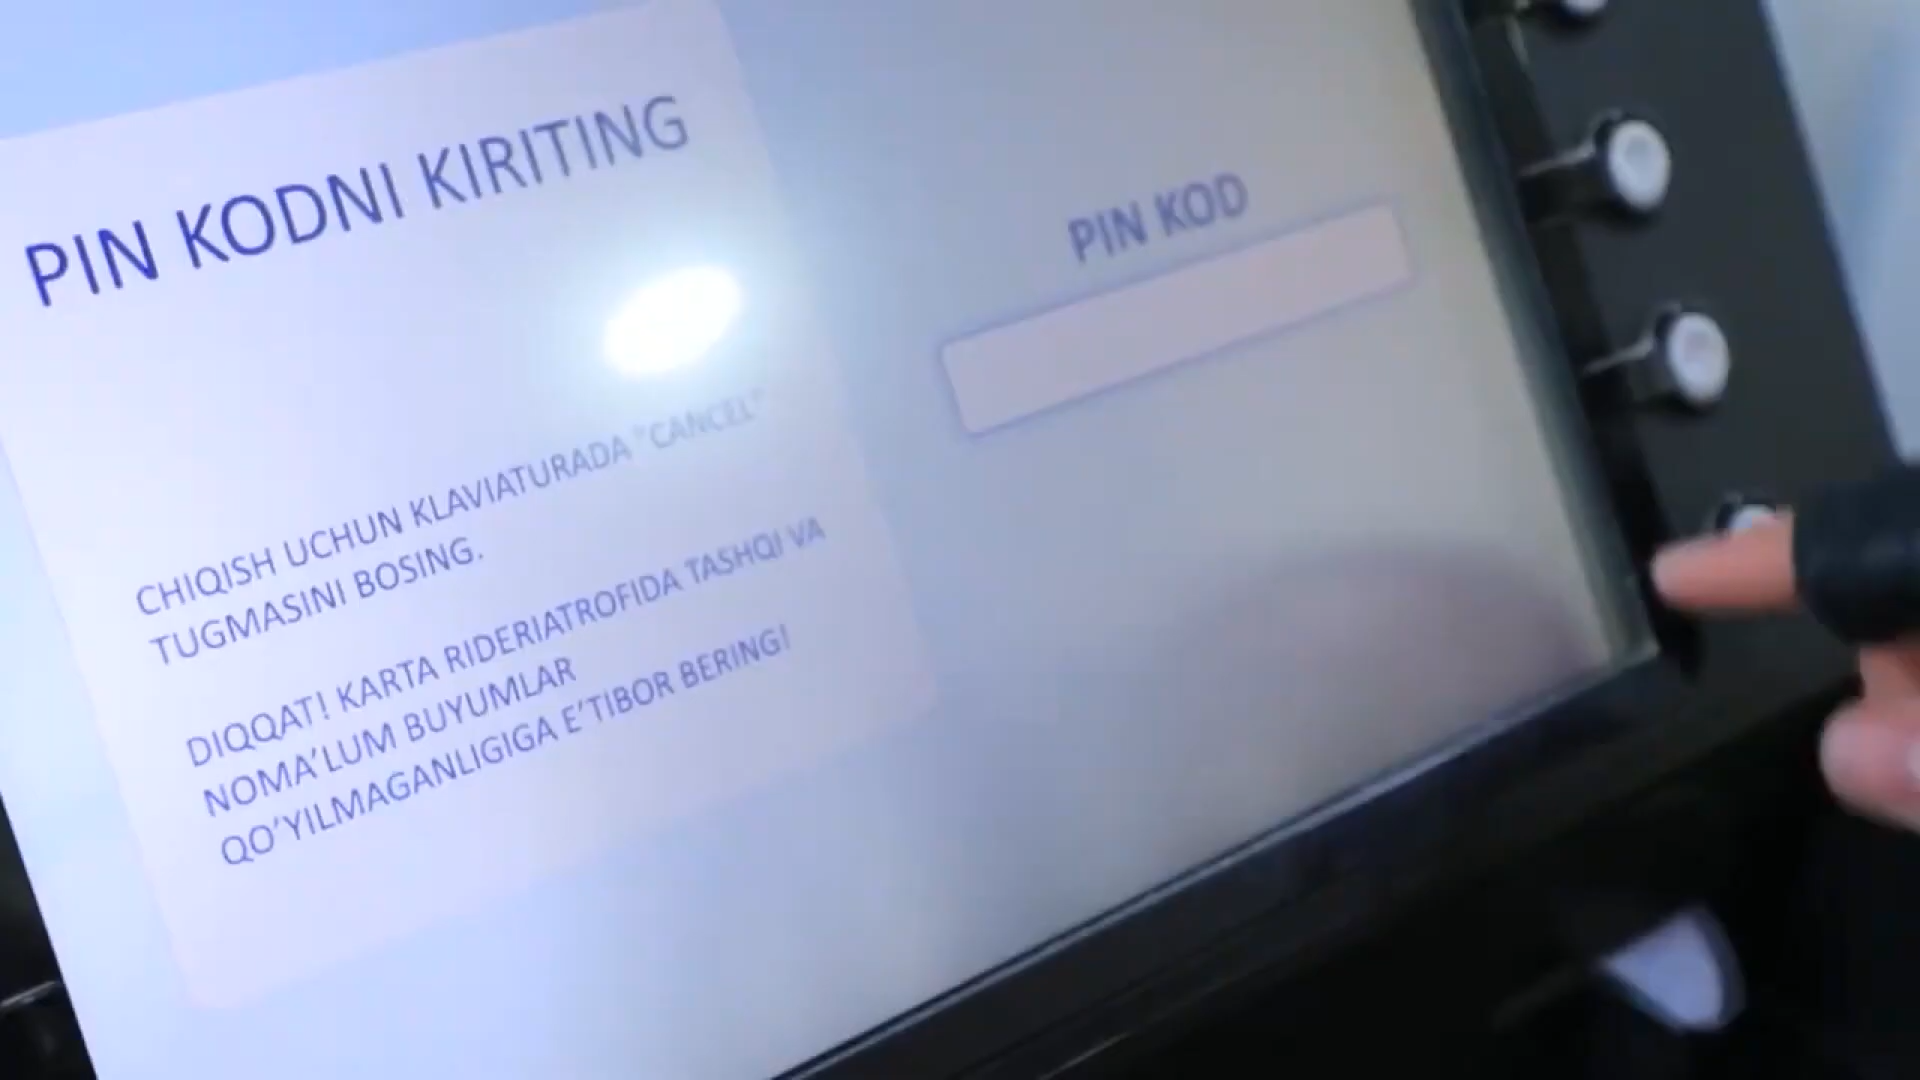 PIN KODNI KIRITING
CHIQISH UCHUN KLAVIATURADA "CANCEL"
TUGMASINI BOSING.
DIQQAT! KARTA RIDERIATROFIDA TASHQI VA
NOMA’LUM BUYUMLAR
QO’YILMAGANLIGIGA E’TIBOR BERING!
PIN KOD